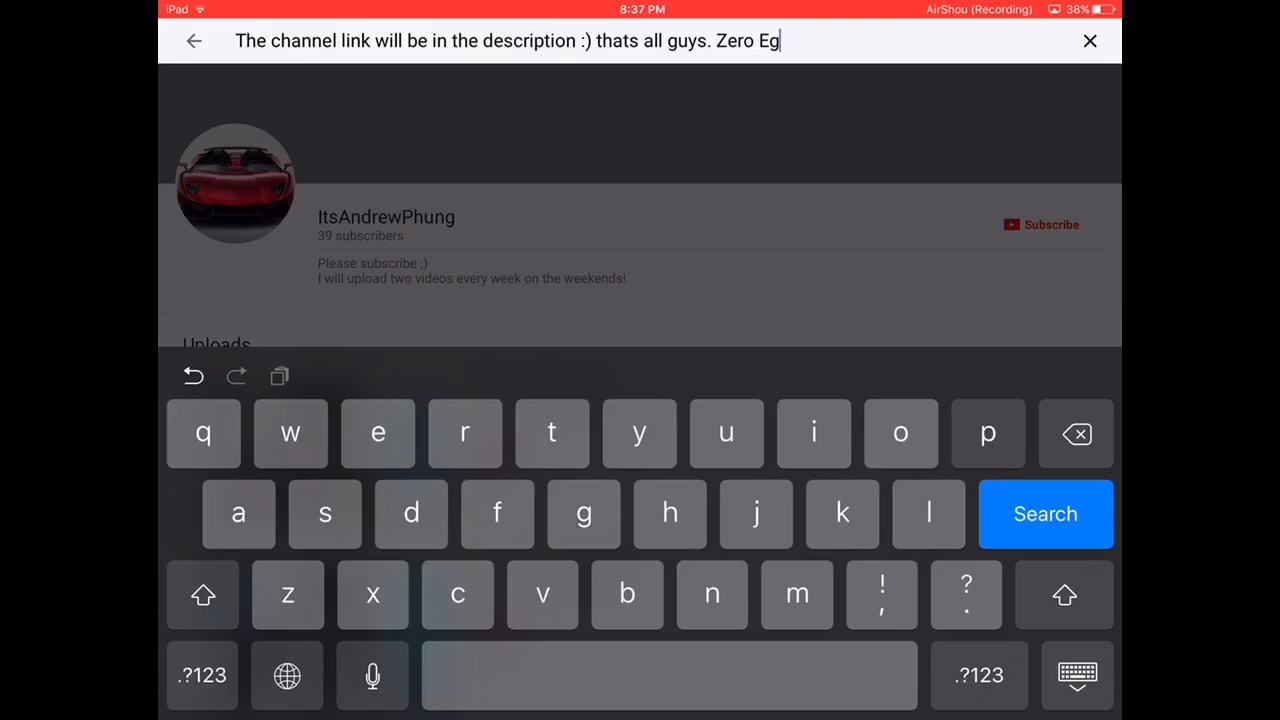 iPad 8:37 PM AirShou (Recording) 38%
The channel link will be in the description :) thats all guys. Zero Eg
ItsAndrewPhung
39 subscribers
Subscribe
Please subscribe ;)
I will upload two videos every week on the weekends!
Uploads
q w e r t y u i o p
a s d f g h j k l Search
z x c v b n m ! , ? .
.?123 .?123